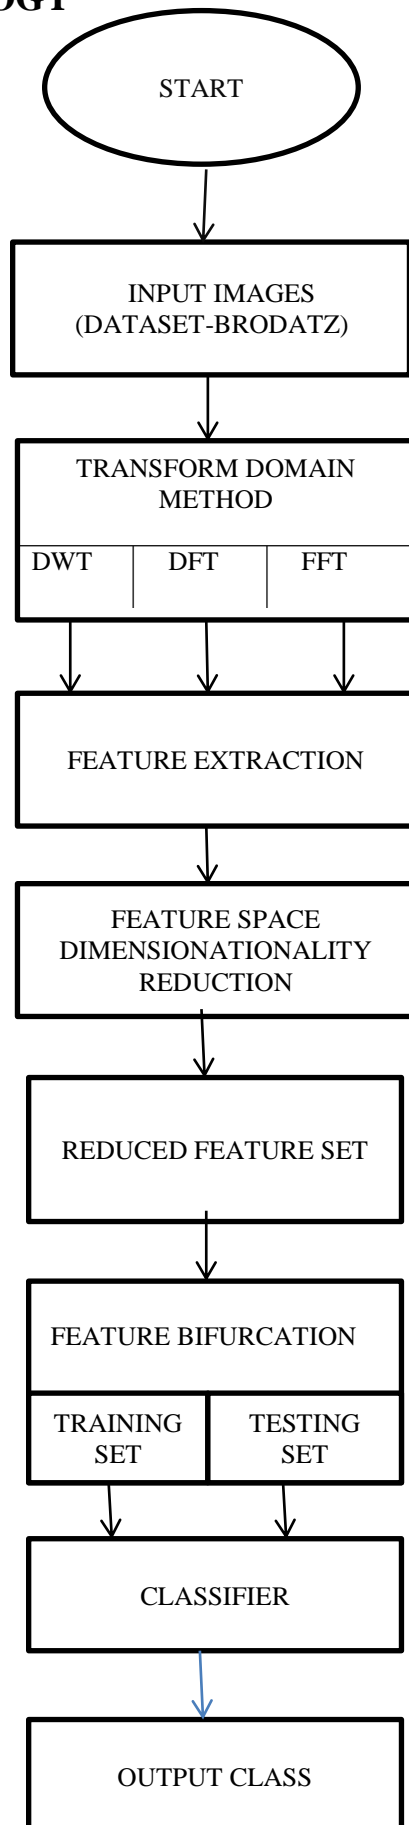 START
INPUT IMAGES
(DATASET-BRODATZ)
TRANSFORM DOMAIN
METHOD
DWT DFT FFT
FEATURE EXTRACTION
FEATURE SPACE
DIMENSIONATIONALITY
REDUCTION
REDUCED FEATURE SET
FEATURE BIFURCATION
TRAINING
SET
TESTING
SET
CLASSIFIER
OUTPUT CLASS